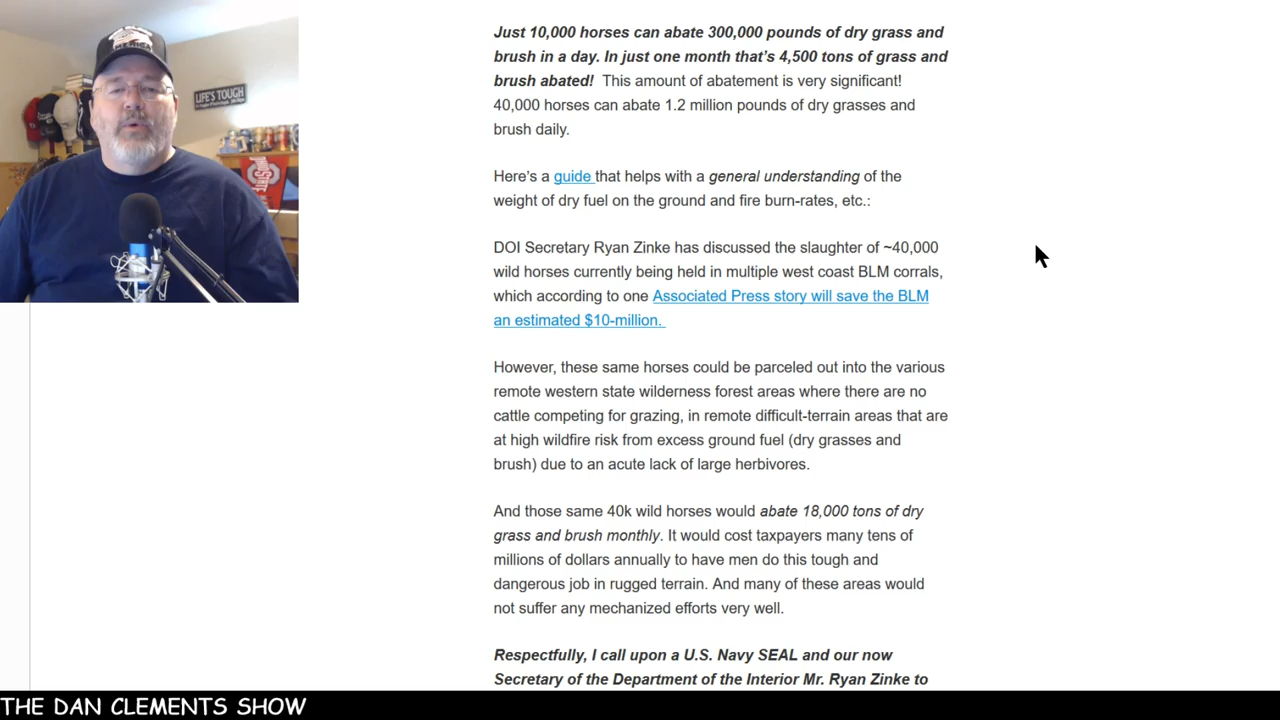 LIFE'S TOUGH
Just 10,000 horses can abate 300,000 pounds of dry grass and
brush in a day. In just one month that's 4,500 tons of grass and
brush abated!  This amount of abatement is very significant!
40,000 horses can abate 1.2 million pounds of dry grasses and
brush daily.
Here's a guide that helps with a general understanding of the
weight of dry fuel on the ground and fire burn-rates, etc.:
DOI Secretary Ryan Zinke has discussed the slaughter of ~40,000
wild horses currently being held in multiple west coast BLM corrals,
which according to one Associated Press story will save the BLM
an estimated $10-million.
However, these same horses could be parceled out into the various
remote western state wilderness forest areas where there are no
cattle competing for grazing, in remote difficult-terrain areas that are
at high wildfire risk from excess ground fuel (dry grasses and
brush) due to an acute lack of large herbivores.
And those same 40k wild horses would abate 18,000 tons of dry
grass and brush monthly. It would cost taxpayers many tens of
millions of dollars annually to have men do this tough and
dangerous job in rugged terrain. And many of these areas would
not suffer any mechanized efforts very well.
Respectfully, I call upon a U.S. Navy SEAL and our now
Secretary of the Department of the Interior Mr. Ryan Zinke to
THE DAN CLEMENTS SHOW